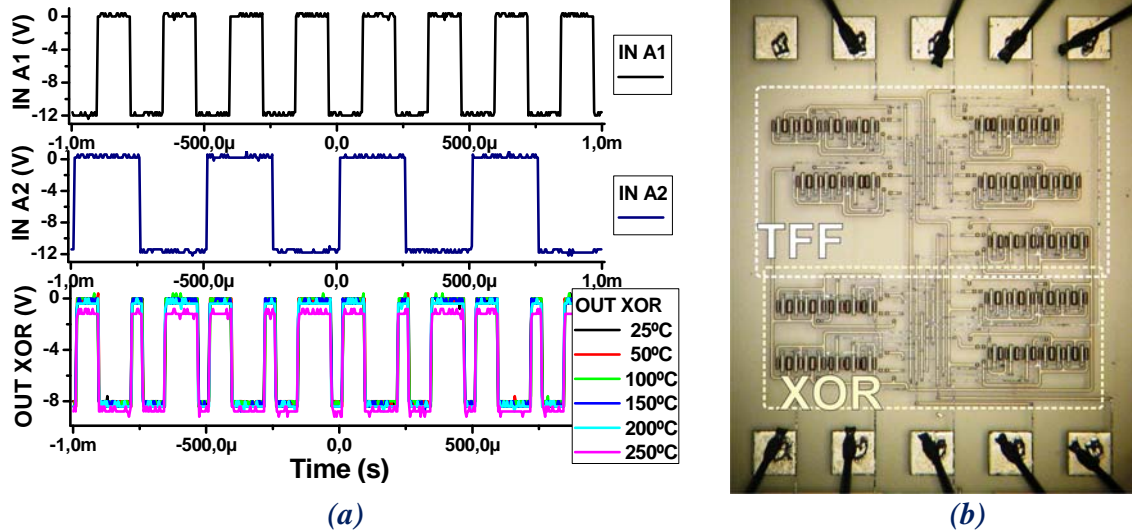 IN A1 (V)
0
-4
-8
-12
-1,0m -500,0µ 0,0 500,0µ 1,0m
IN A1
IN A2 (V)
0
-4
-8
-12
-1,0m -500,0µ 0,0 500,0µ 1,0m
IN A2
OUT XOR (V)
0
-4
-8
-1,0m -500,0µ 0,0 500,0µ
Time (s)
OUT XOR
25ºC
50ºC
100ºC
150ºC
200ºC
250ºC
(a)
TFF
XOR
(b)